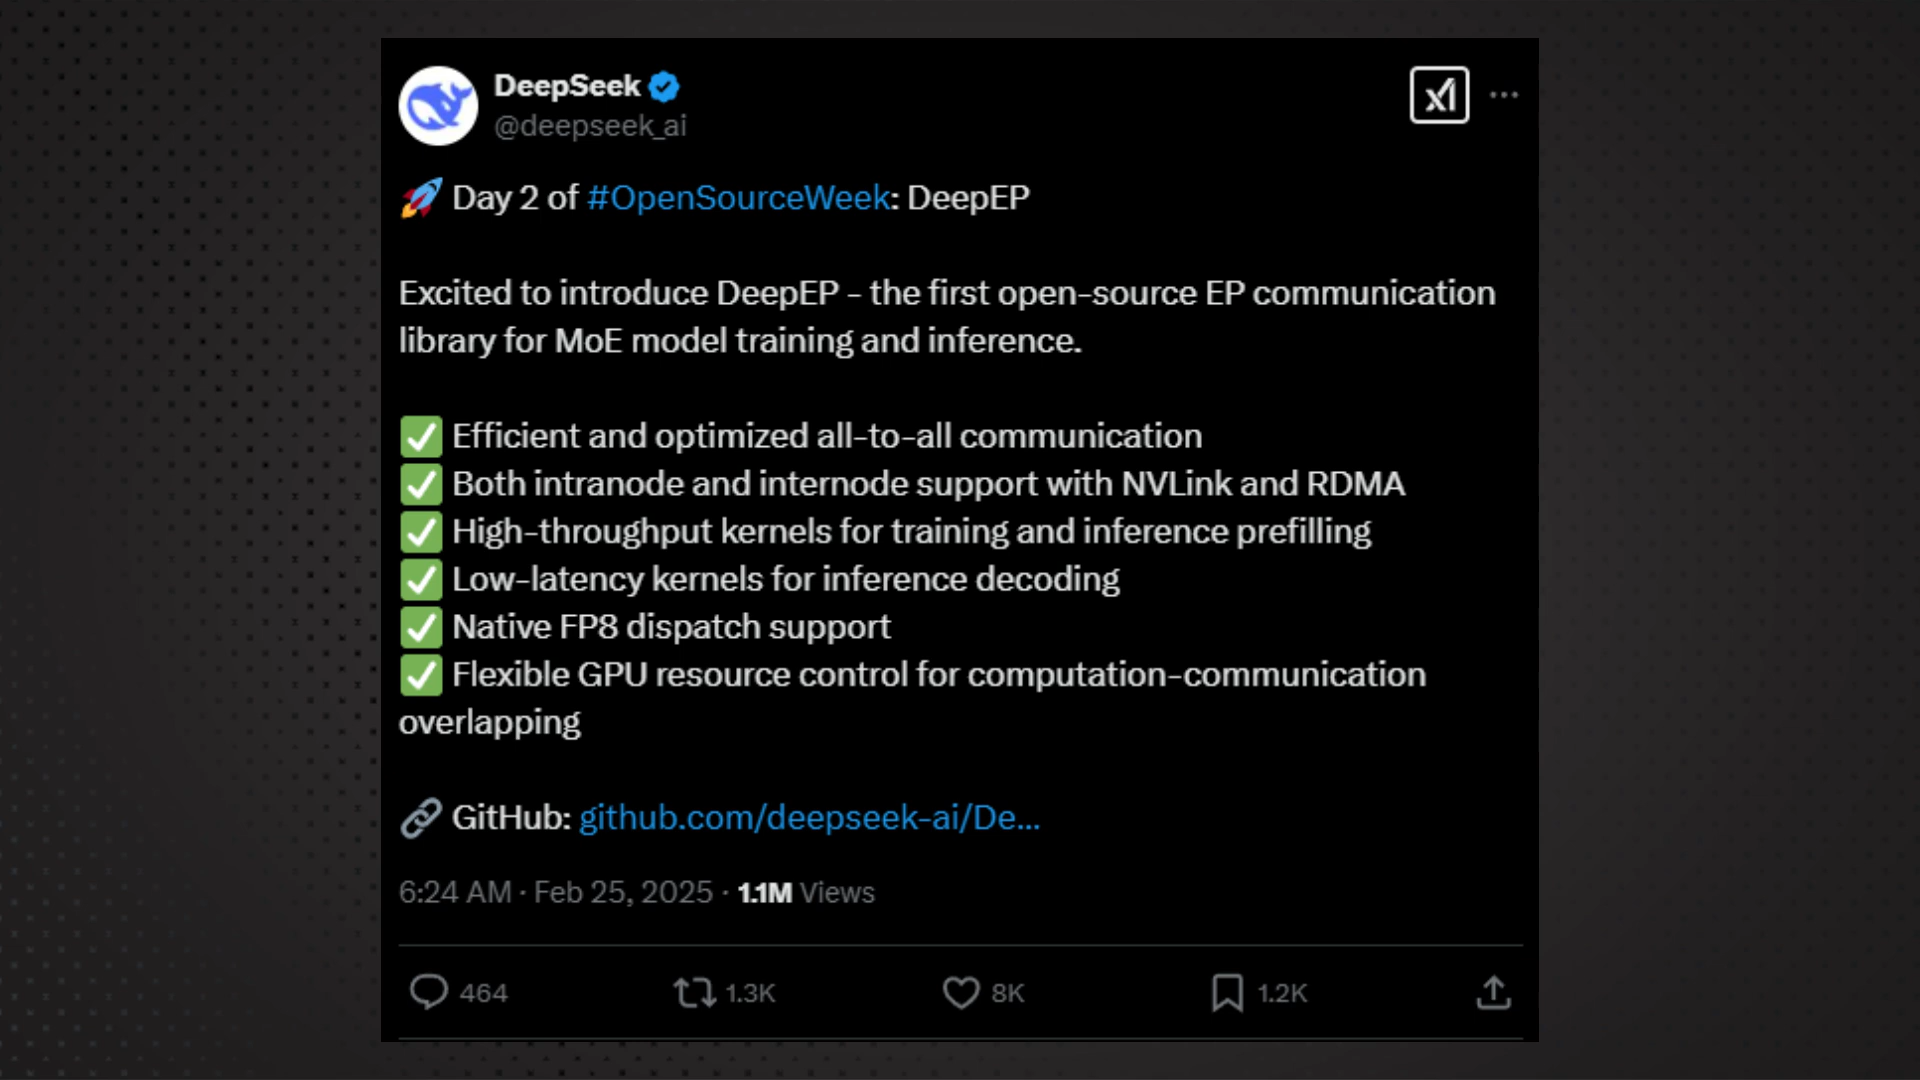 DeepSeek
@deepseek_ai
🚀 Day 2 of #OpenSourceWeek: DeepEP
Excited to introduce DeepEP - the first open-source EP communication
library for MoE model training and inference.
✅ Efficient and optimized all-to-all communication
✅ Both intranode and internode support with NVLink and RDMA
✅ High-throughput kernels for training and inference prefilling
✅ Low-latency kernels for inference decoding
✅ Native FP8 dispatch support
✅ Flexible GPU resource control for computation-communication
overlapping
🔗 GitHub: github.com/deepseek-ai/De...
6:24 AM · Feb 25, 2025 · 1.1M Views
464 1.3K 8K 1.2K